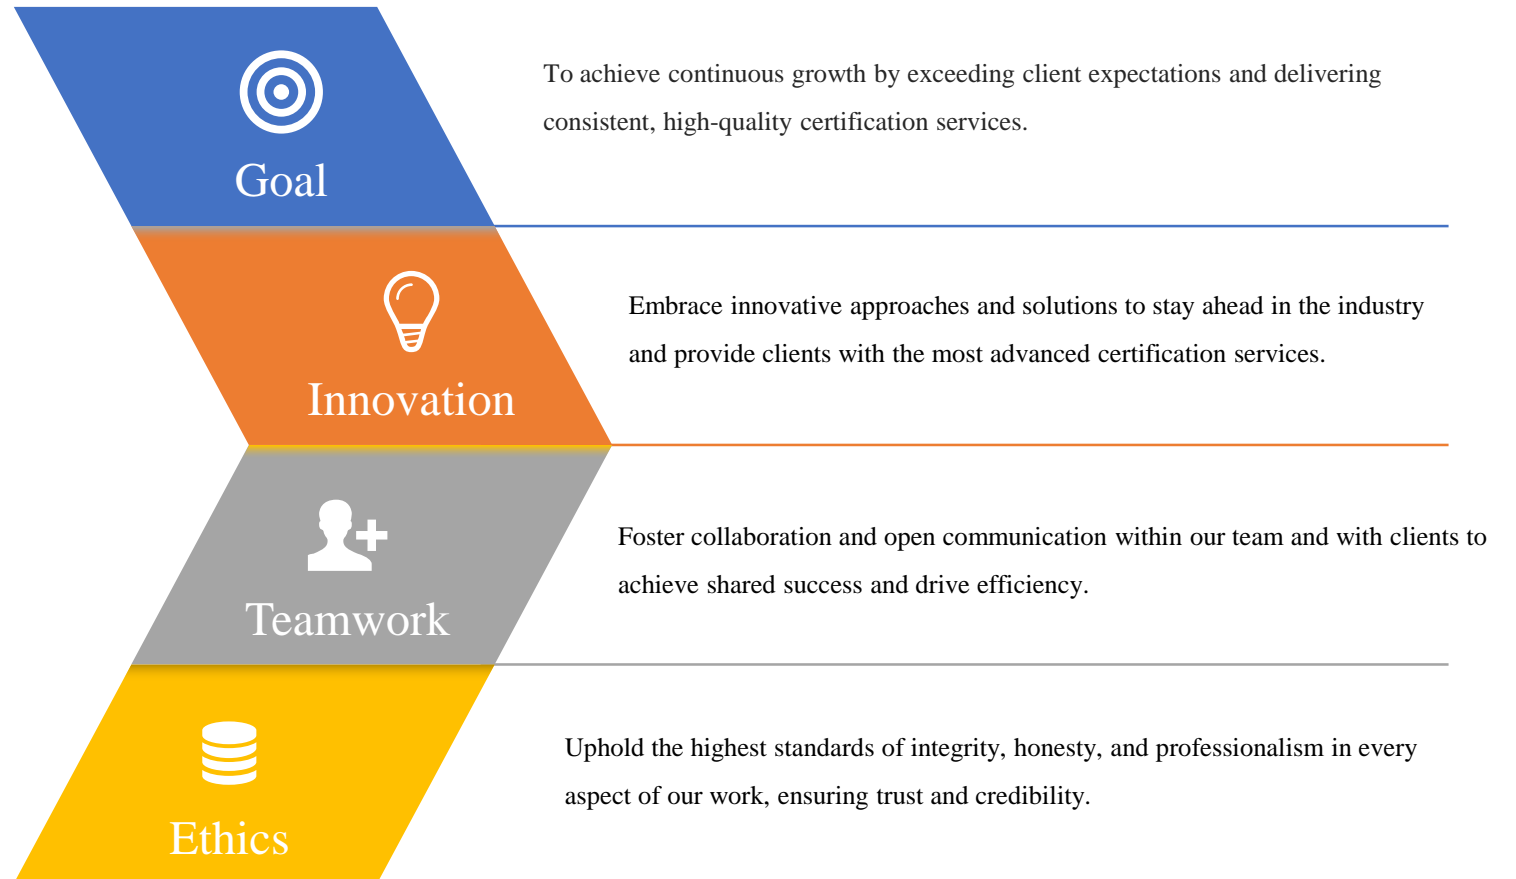 Goal
To achieve continuous growth by exceeding client expectations and delivering
consistent, high-quality certification services.
Innovation
Embrace innovative approaches and solutions to stay ahead in the industry
and provide clients with the most advanced certification services.
Teamwork
Foster collaboration and open communication within our team and with clients to
achieve shared success and drive efficiency.
Ethics
Uphold the highest standards of integrity, honesty, and professionalism in every
aspect of our work, ensuring trust and credibility.